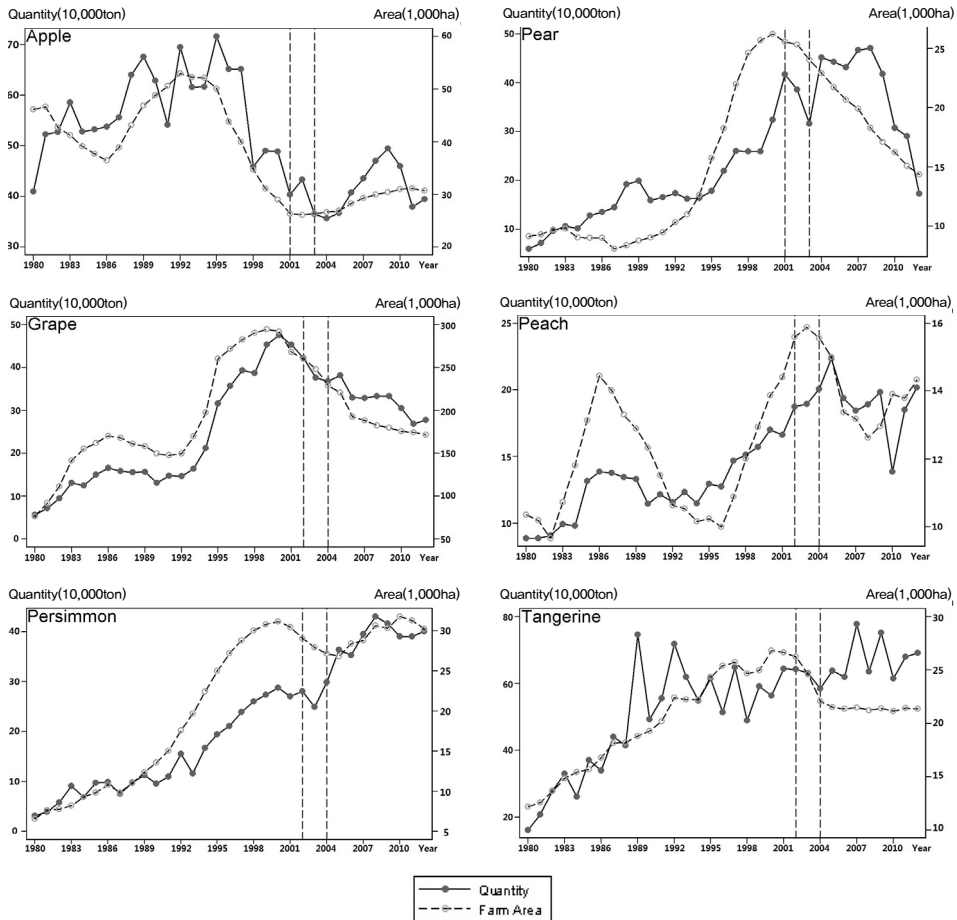 Quantity(10,000ton) Area(1,000ha)
Apple
70
60
50
40
30
60
50
40
30
20
1980 1983 1986 1989 1992 1995 1998 2001 2004 2007 2010 Year
Quantity(10,000ton) Area(1,000ha)
Pear
50
40
30
20
10
25
20
15
10
1980 1983 1986 1989 1992 1995 1998 2001 2004 2007 2010 Year
Quantity(10,000ton) Area(1,000ha)
Grape
50
40
30
20
10
0
300
250
200
150
100
50
1980 1983 1986 1989 1992 1995 1998 2001 2004 2007 2010 Year
Quantity(10,000ton) Area(1,000ha)
Peach
25
20
15
10
16
14
12
10
1980 1983 1986 1989 1992 1995 1998 2001 2004 2007 2010 Year
Quantity(10,000ton) Area(1,000ha)
Persimmon
40
30
20
10
0
30
25
20
15
10
5
1980 1983 1986 1989 1992 1995 1998 2001 2004 2007 2010 Year
Quantity(10,000ton) Area(1,000ha)
Tangerine
80
60
40
20
30
25
20
15
10
1980 1983 1986 1989 1992 1995 1998 2001 2004 2007 2010 Year
Quantity
Farm Area